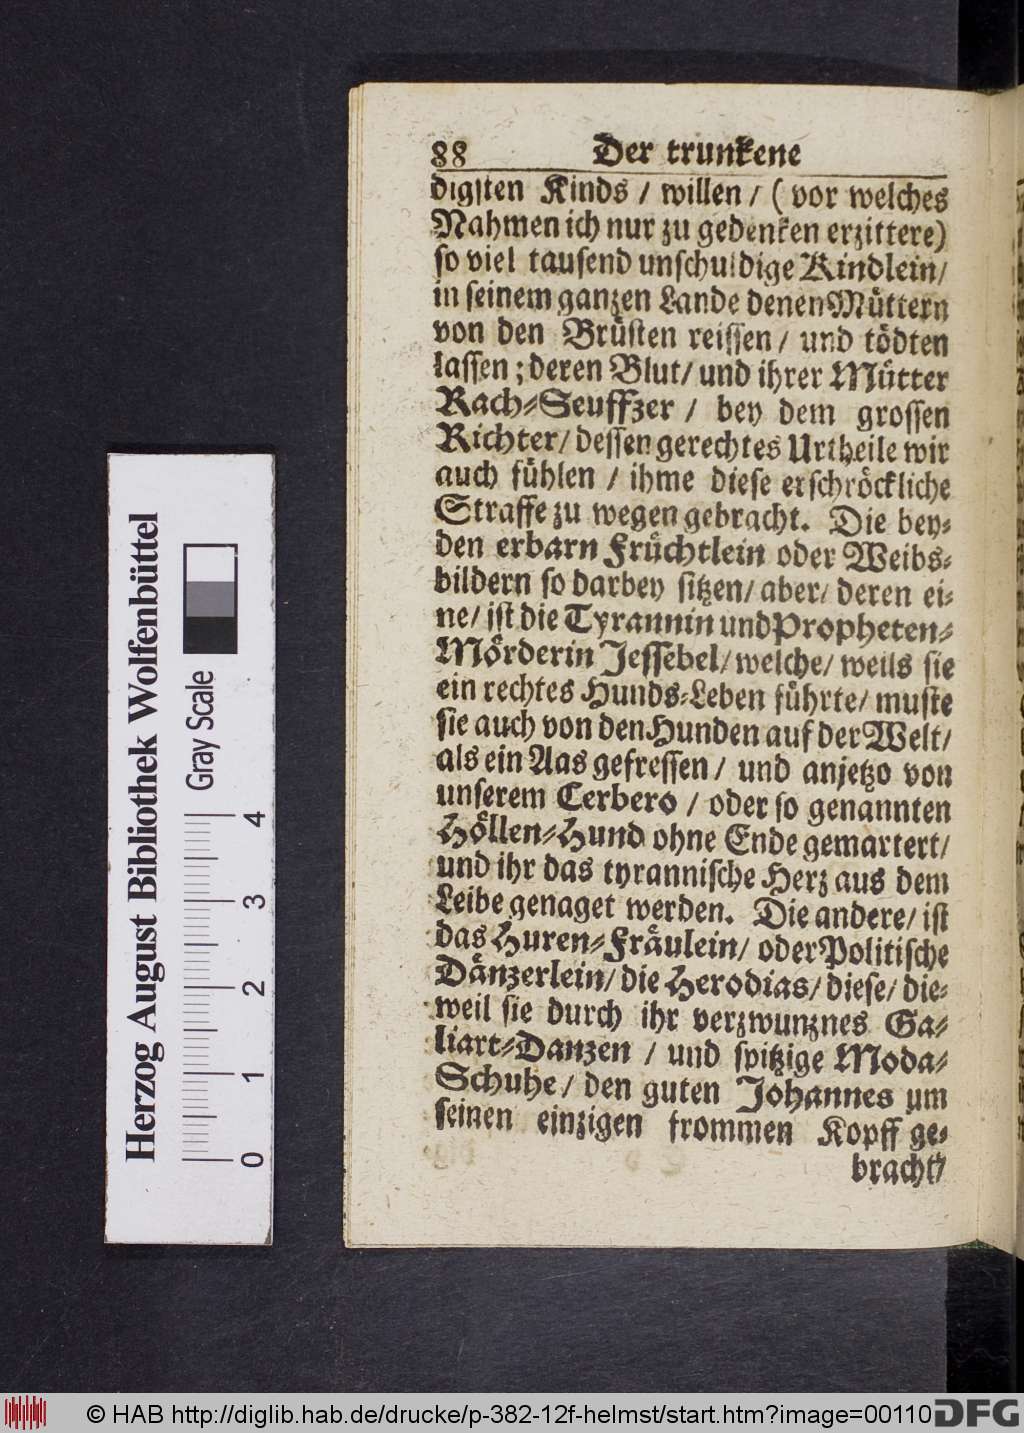 88 Der trunkene
digsten Kinds / willen / ( vor welches
Nahmen ich nur zu gedenken erzittere)
so viel tausend unschuldige Kindlein/
in seinem ganzen Lande denen Müttern
von den Brüsten reissen / und tödten
lassen ; deren Blut/ und ihrer Mütter
Rach-Seuffzer / bey dem grossen
Richter/ dessen gerechtes Urtheile wir
auch fühlen / ihme diese erschröckliche
Straffe zu wegen gebracht. Die bey-
den erbarn Früchtlein oder Weibs-
bildern so darbey sitzen/ aber/ deren ei-
ne/ ist die Tyrannin und Propheten-
Mörderin Jessebel/ welche/ weils sie
ein rechtes Hunds-Leben führte/ muste
sie auch von den Hunden auf der Welt/
als ein Aas gefressen / und anjetzo von
unserem Cerbero / oder so genannten
Höllen-Hund ohne Ende gemartert/
und ihr das tyrannische Herz aus dem
Leibe genaget werden. Die andere/ ist
das Huren-Fräulein/ oder Politische
Dänzerlein/ die Herodias/ diese/ die-
weil sie durch ihr verzwunznes Ga-
liart-Danzen / und spitzige Moda-
Schuhe / den guten Johannes um
seinen einzigen frommen Kopff ge-
bracht/
Herzog August Bibliothek Wolfenbüttel
Gray Scale
0 1 2 3 4
© HAB http://diglib.hab.de/drucke/p-382-12f-helmst/start.htm?image=00110
DFG